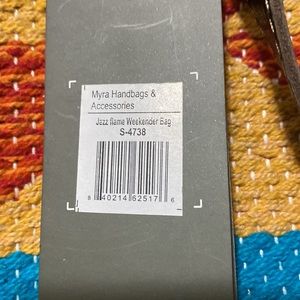 Myra Handbags &
Accessories
Jazz flame Weekender Bag
S-4738
8 40214 62517 6